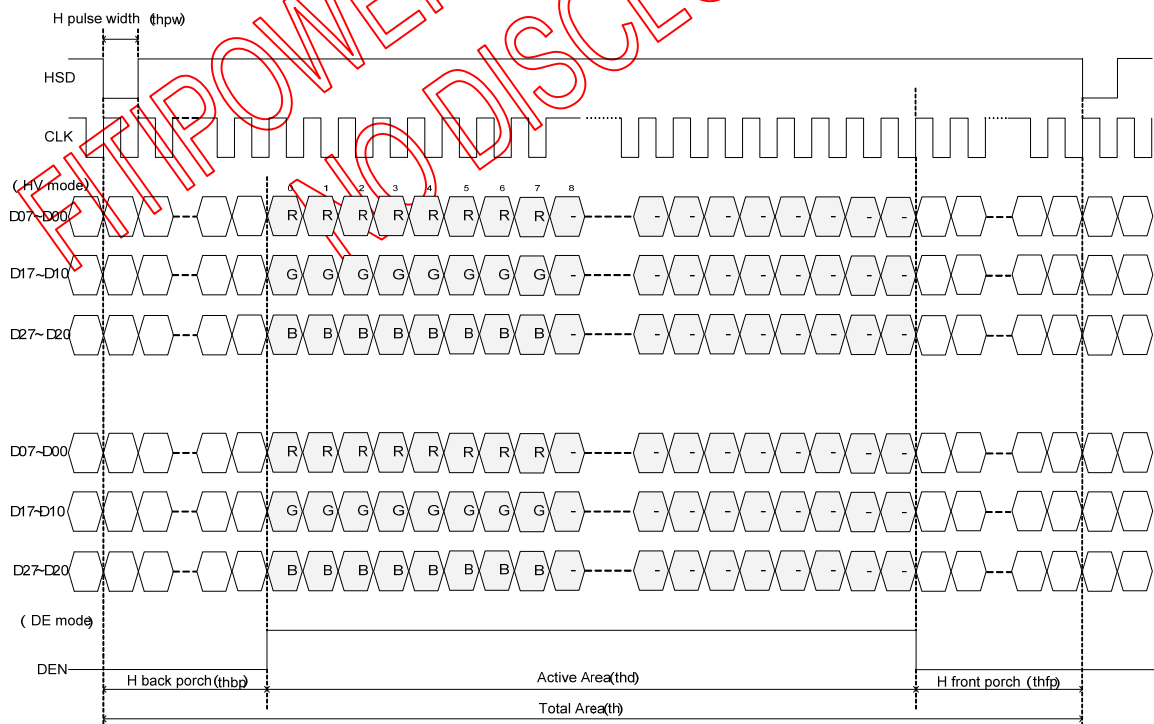 H pulse width (thpw)
HSD
CLK
( HV mode)
0 1 2 3 4 5 6 7 8
D07~D00 R R R R R R R R - - - - - - - - -
D17~D10 G G G G G G G G - - - - - - - - -
D27~D20 B B B B B B B B - - - - - - - - -
D07~D00 R R R R R R R R - - - - - - - - -
D17~D10 G G G G G G G G - - - - - - - - -
D27~D20 B B B B B B B B - - - - - - - - -
( DE mode)
DEN
H back porch (thbp)
Active Area(thd)
H front porch (thfp)
Total Area(th)
FITIPOWER
NO DISCLO